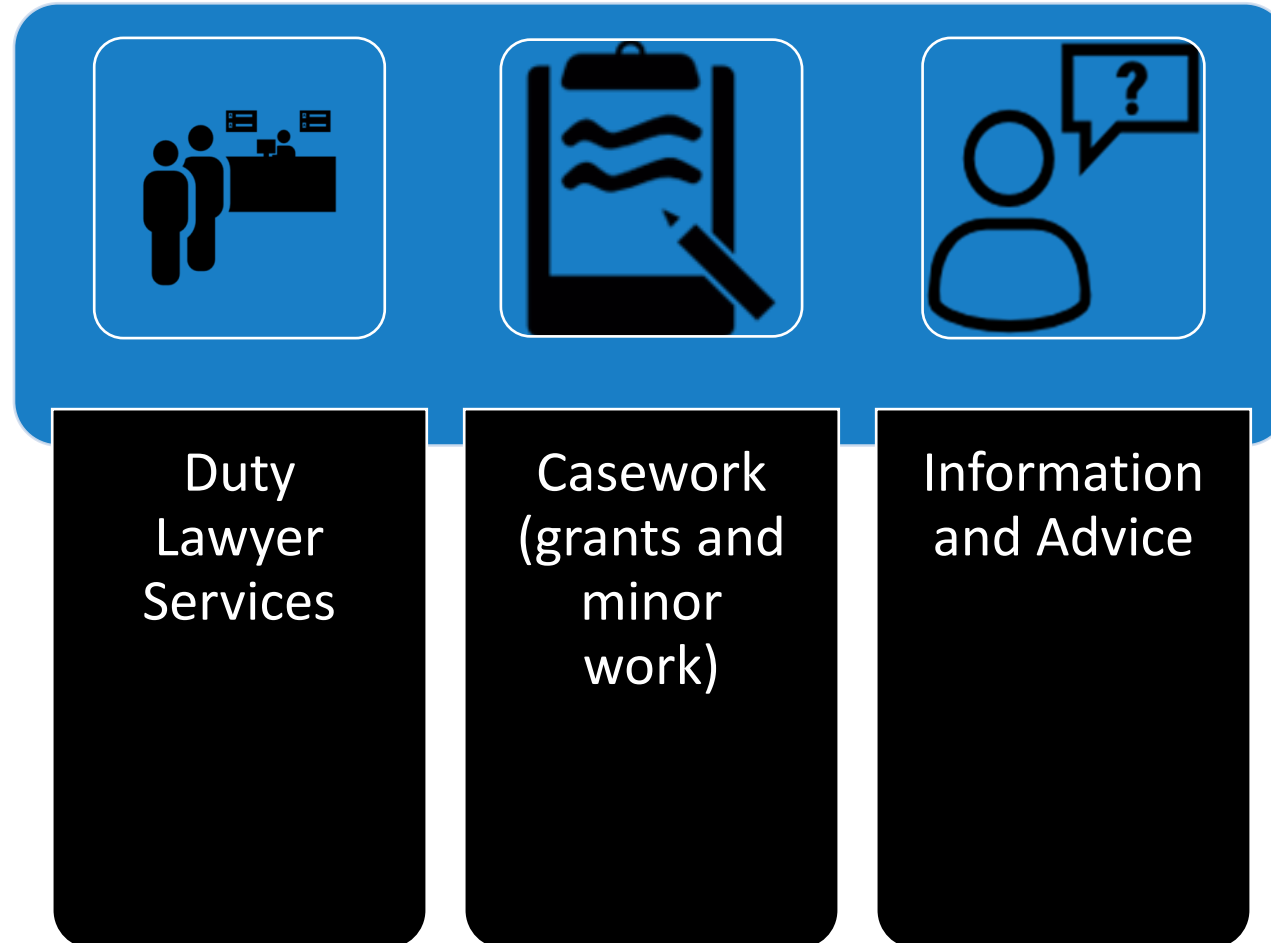 ?
Duty
Lawyer
Services
Casework
(grants and
minor
work)
Information
and Advice